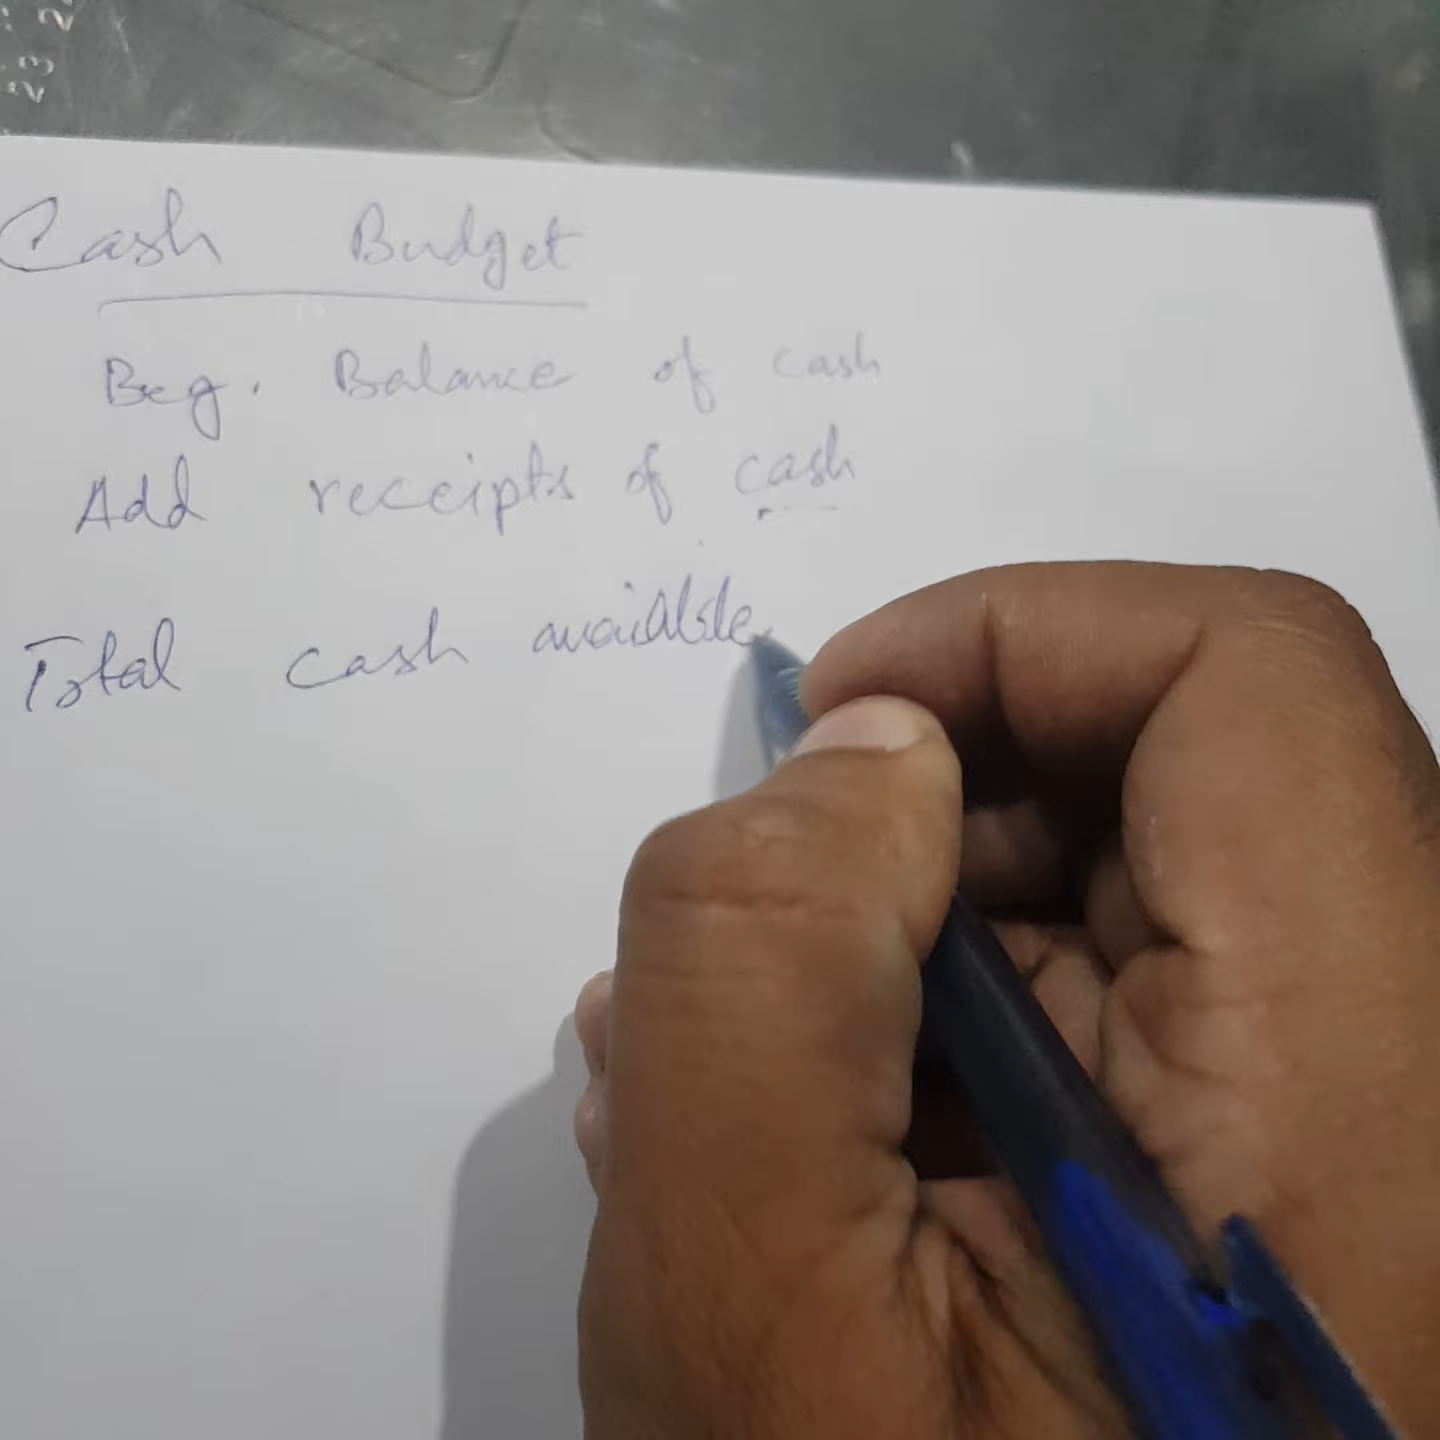 Cash Budget
Beg. Balance of cash
Add receipts of cash
Total cash available